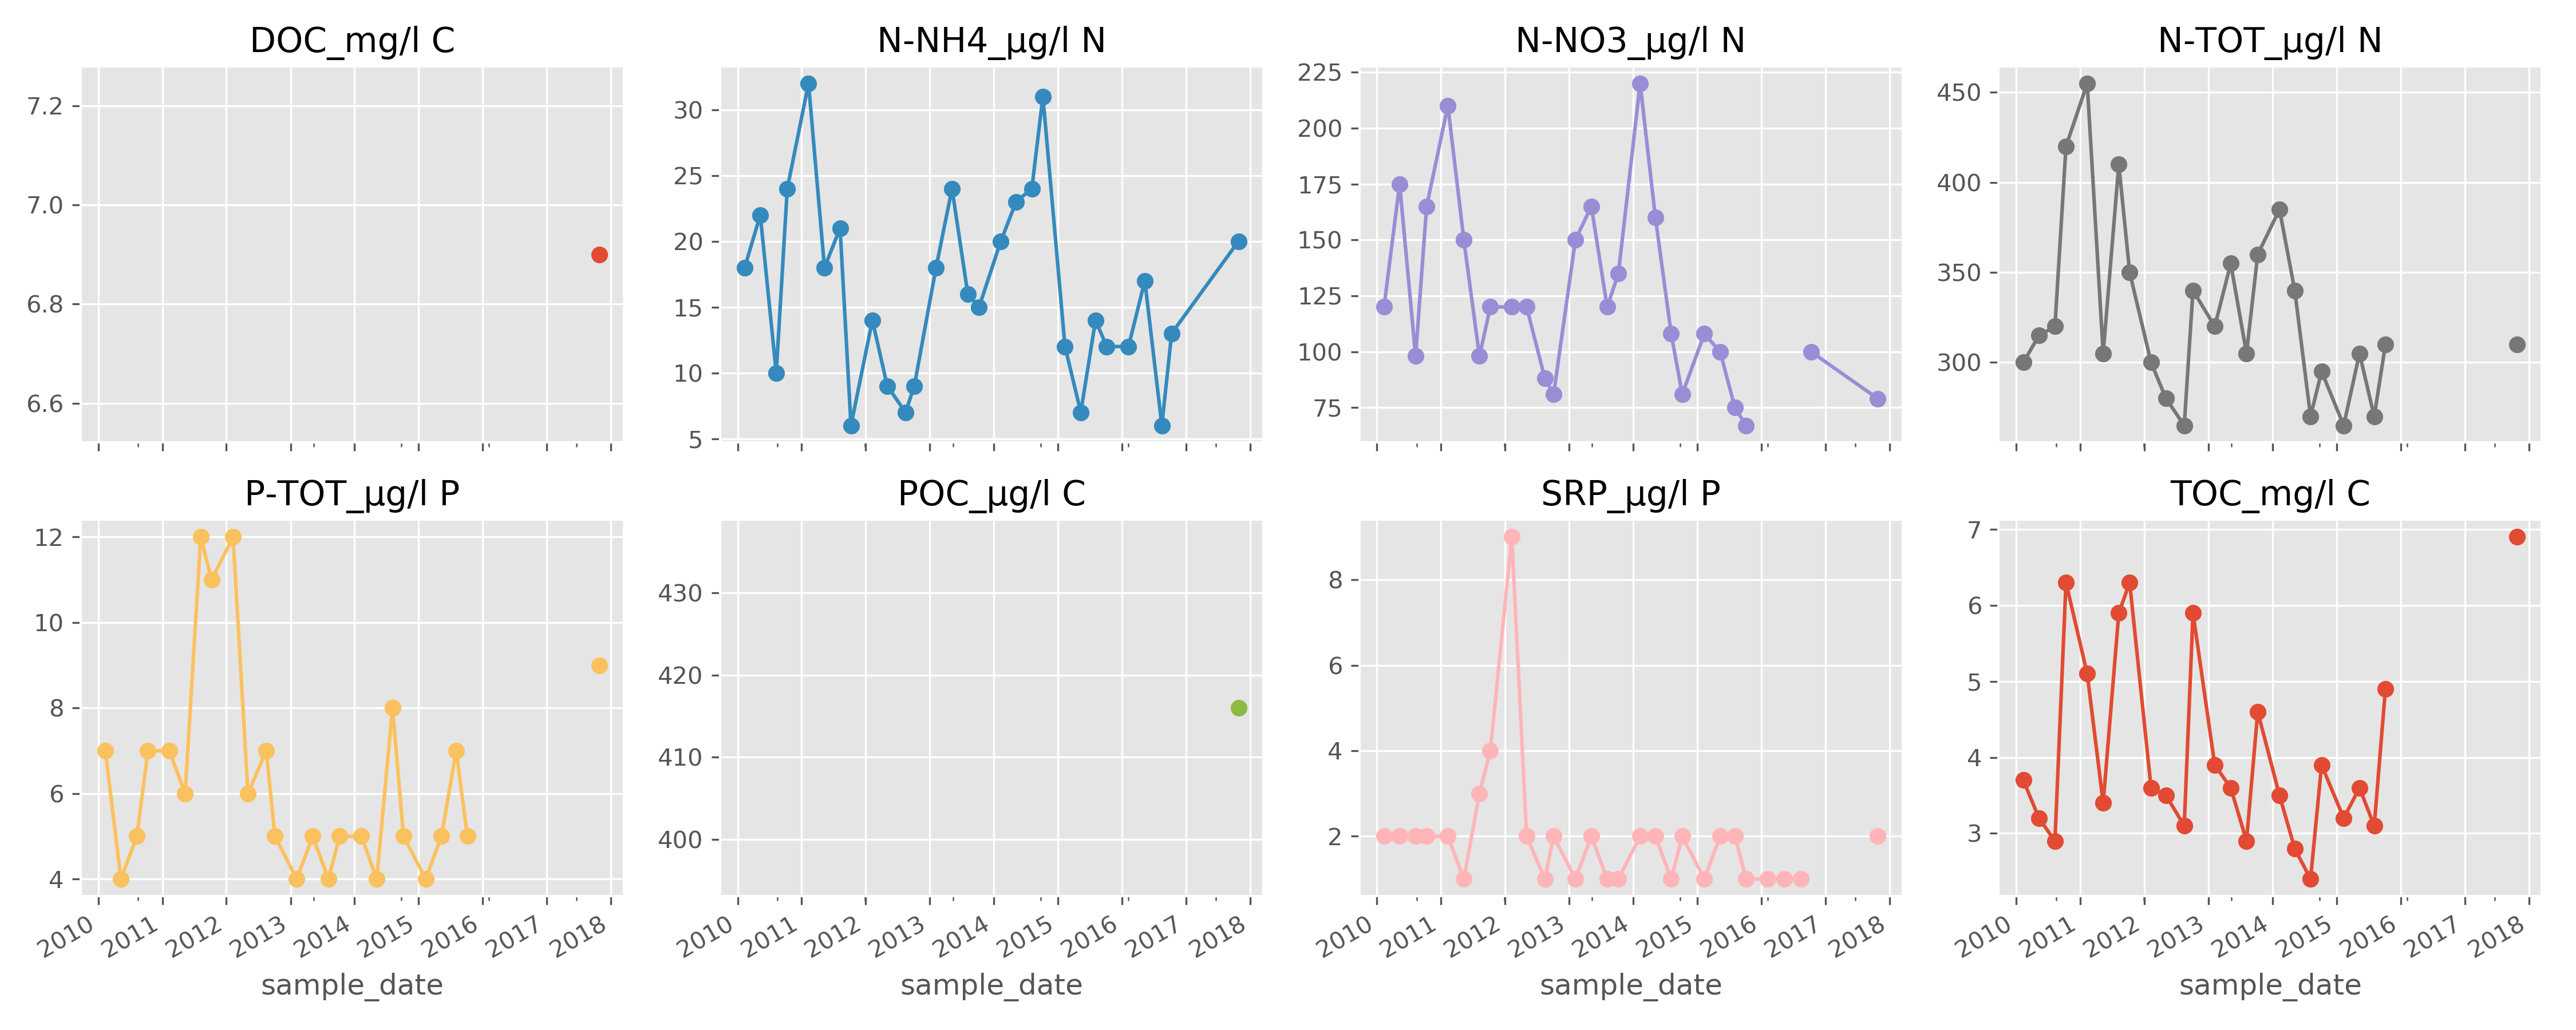 DOC_mg/l C
7.2
7.0
6.8
6.6
N-NH4_µg/l N
30
25
20
15
10
5
N-NO3_µg/l N
225
200
175
150
125
100
75
N-TOT_µg/l N
450
400
350
300
P-TOT_µg/l P
12
10
8
6
4
2010 2011 2012 2013 2014 2015 2016 2017 2018
sample_date
POC_µg/l C
430
420
410
400
2010 2011 2012 2013 2014 2015 2016 2017 2018
sample_date
SRP_µg/l P
8
6
4
2
2010 2011 2012 2013 2014 2015 2016 2017 2018
sample_date
TOC_mg/l C
7
6
5
4
3
2010 2011 2012 2013 2014 2015 2016 2017 2018
sample_date